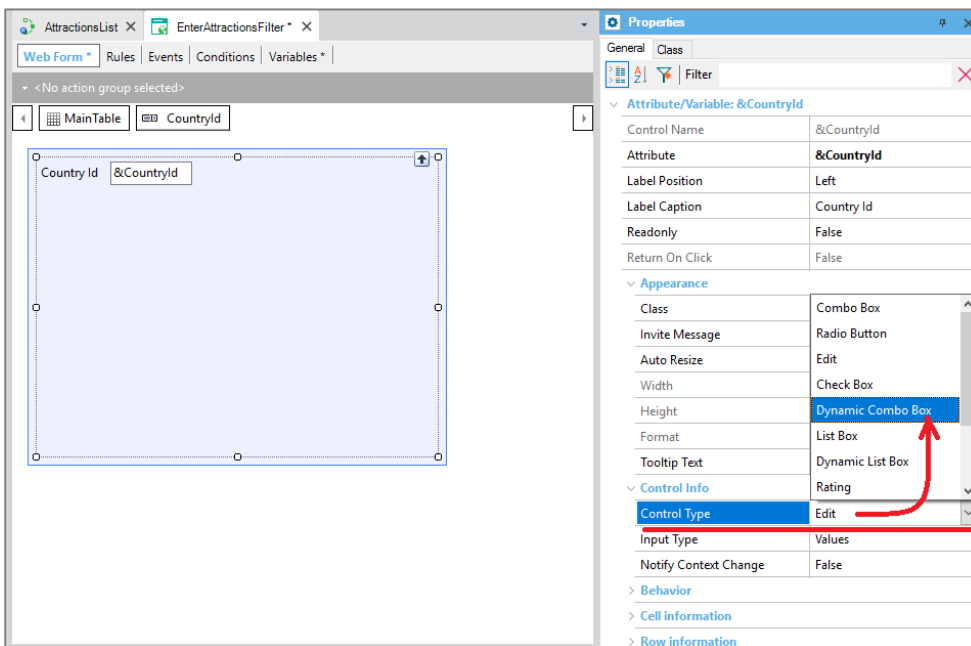 AttractionsList EnterAttractionsFilter*
Web Form * Rules Events Conditions Variables *
<No action group selected>
MainTable CountryId
Country Id &CountryId
Properties
General Class
Filter
Attribute/Variable: &CountryId
Control Name &CountryId
Attribute &CountryId
Label Position Left
Label Caption Country Id
Readonly False
Return On Click False
Appearance
Class Combo Box
Invite Message Radio Button
Auto Resize Edit
Width Check Box
Height Dynamic Combo Box
Format List Box
Tooltip Text Dynamic List Box
Control Info Rating
Control Type Edit
Input Type Values
Notify Context Change False
Behavior
Cell information
Row information